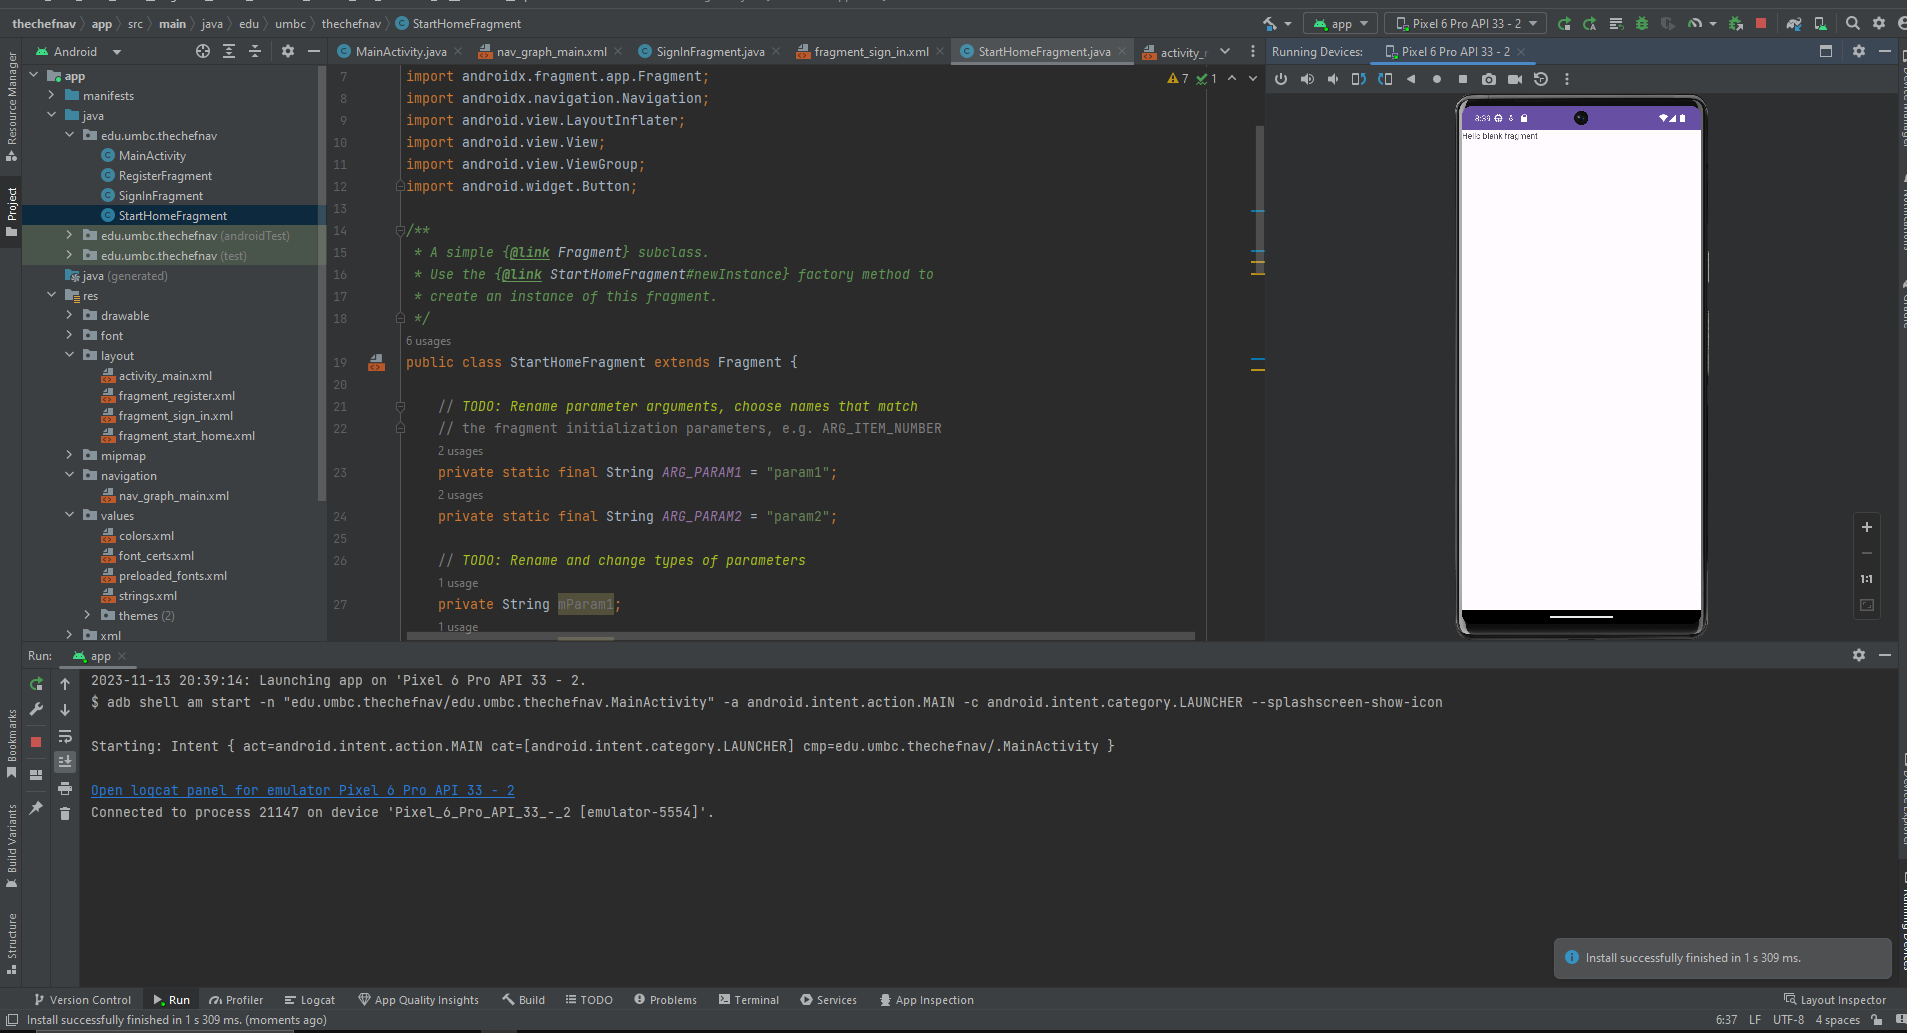 thechefnav app src main java edu umbc thechefnav StartHomeFragment
app Pixel 6 Pro API 33 - 2
Android
MainActivity.java nav_graph_main.xml SignInFragment.java fragment_sign_in.xml StartHomeFragment.java activity_
Running Devices: Pixel 6 Pro API 33 - 2
Resource Manager
Project
Bookmarks
Build Variants
Structure
app
manifests
java
edu.umbc.thechefnav
MainActivity
RegisterFragment
SignInFragment
StartHomeFragment
edu.umbc.thechefnav (androidTest)
edu.umbc.thechefnav (test)
java (generated)
res
drawable
font
layout
activity_main.xml
fragment_register.xml
fragment_sign_in.xml
fragment_start_home.xml
mipmap
navigation
nav_graph_main.xml
values
colors.xml
font_certs.xml
preloaded_fonts.xml
strings.xml
themes (2)
xml
7 1
7 import androidx.fragment.app.Fragment;
8 import androidx.navigation.Navigation;
9 import android.view.LayoutInflater;
10 import android.view.View;
11 import android.view.ViewGroup;
12 import android.widget.Button;
13
14 /**
15 * A simple {@link Fragment} subclass.
16 * Use the {@link StartHomeFragment#newInstance} factory method to
17 * create an instance of this fragment.
18 */
6 usages
19 public class StartHomeFragment extends Fragment {
20
21 // TODO: Rename parameter arguments, choose names that match
22 // the fragment initialization parameters, e.g. ARG_ITEM_NUMBER
2 usages
23 private static final String ARG_PARAM1 = "param1";
2 usages
24 private static final String ARG_PARAM2 = "param2";
25
26 // TODO: Rename and change types of parameters
1 usage
27 private String mParam1;
1 usage
8:39
Hello blank fragment
1:1
Run: app
2023-11-13 20:39:14: Launching app on 'Pixel 6 Pro API 33 - 2.
$ adb shell am start -n "edu.umbc.thechefnav/edu.umbc.thechefnav.MainActivity" -a android.intent.action.MAIN -c android.intent.category.LAUNCHER --splashscreen-show-icon
Starting: Intent { act=android.intent.action.MAIN cat=[android.intent.category.LAUNCHER] cmp=edu.umbc.thechefnav/.MainActivity }
Open logcat panel for emulator Pixel 6 Pro API 33 - 2
Connected to process 21147 on device 'Pixel_6_Pro_API_33_-_2 [emulator-5554]'.
Install successfully finished in 1 s 309 ms.
Version Control Run Profiler Logcat App Quality Insights Build TODO Problems Terminal Services App Inspection Layout Inspector
Install successfully finished in 1 s 309 ms. (moments ago) 6:37 LF UTF-8 4 spaces